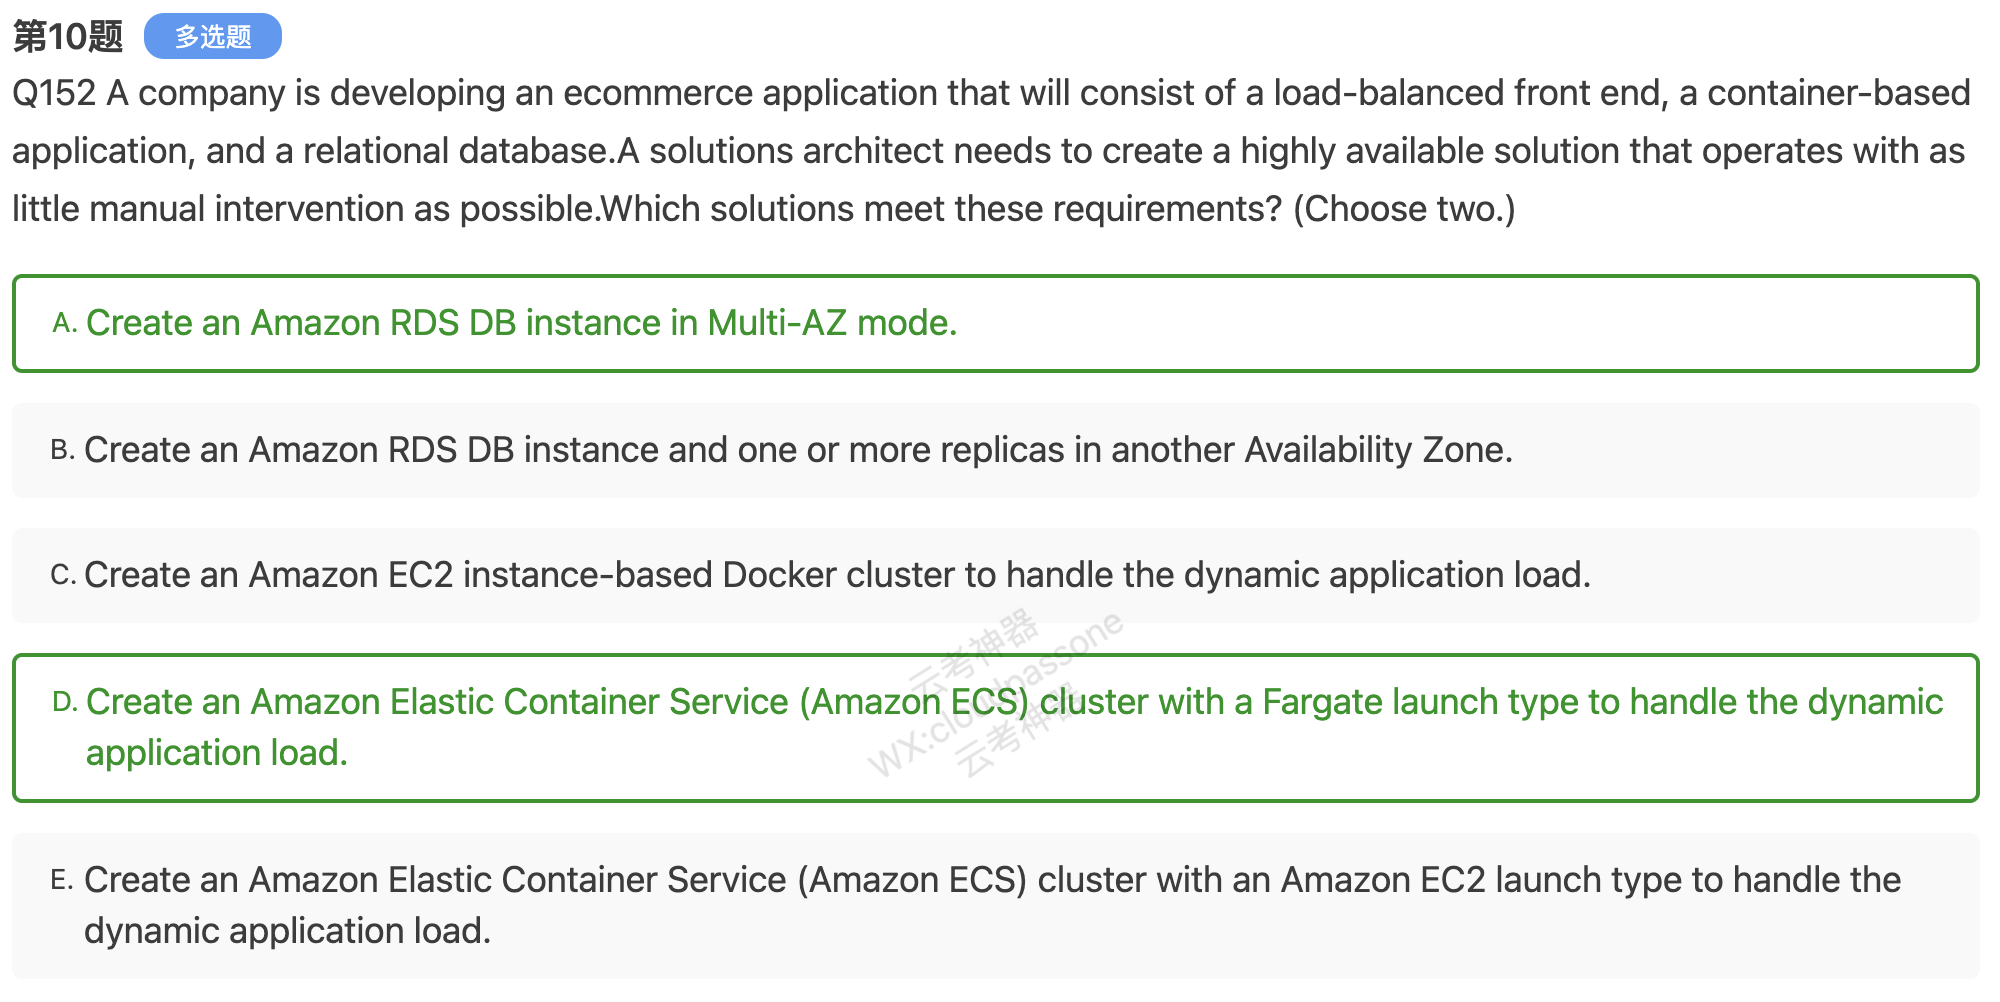 第10题 多选题
Q152 A company is developing an ecommerce application that will consist of a load-balanced front end, a container-based
application, and a relational database.A solutions architect needs to create a highly available solution that operates with as
little manual intervention as possible.Which solutions meet these requirements? (Choose two.)
A. Create an Amazon RDS DB instance in Multi-AZ mode.
B. Create an Amazon RDS DB instance and one or more replicas in another Availability Zone.
C. Create an Amazon EC2 instance-based Docker cluster to handle the dynamic application load.
云考神器
WX:cloudpassone
云考神器
D. Create an Amazon Elastic Container Service (Amazon ECS) cluster with a Fargate launch type to handle the dynamic
application load.
E. Create an Amazon Elastic Container Service (Amazon ECS) cluster with an Amazon EC2 launch type to handle the
dynamic application load.